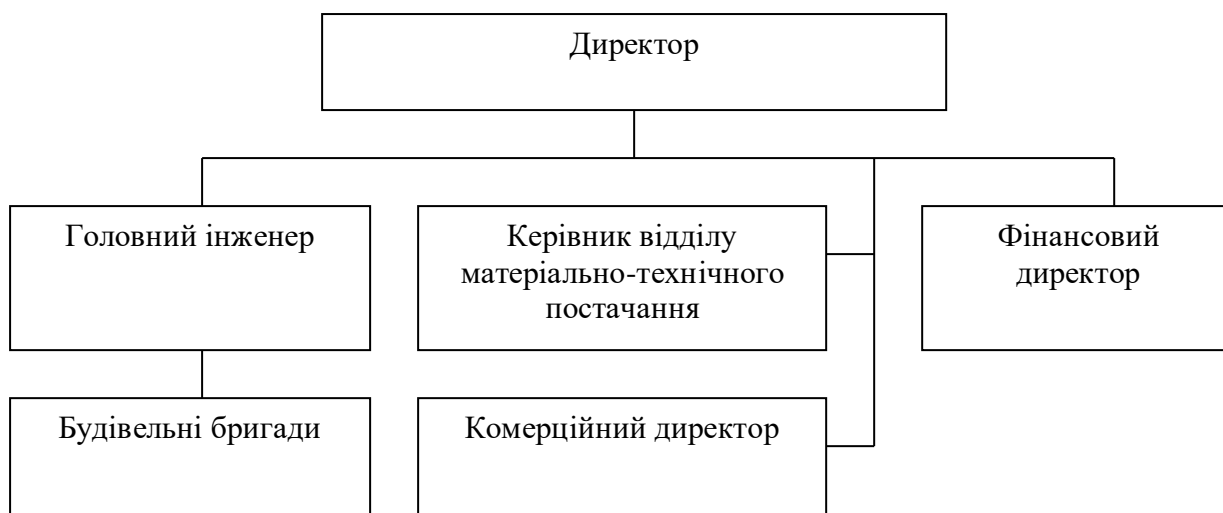 Директор
Головний інженер
Керівник відділу
матеріально-технічного
постачання
Фінансовий
директор
Будівельні бригади
Комерційний директор